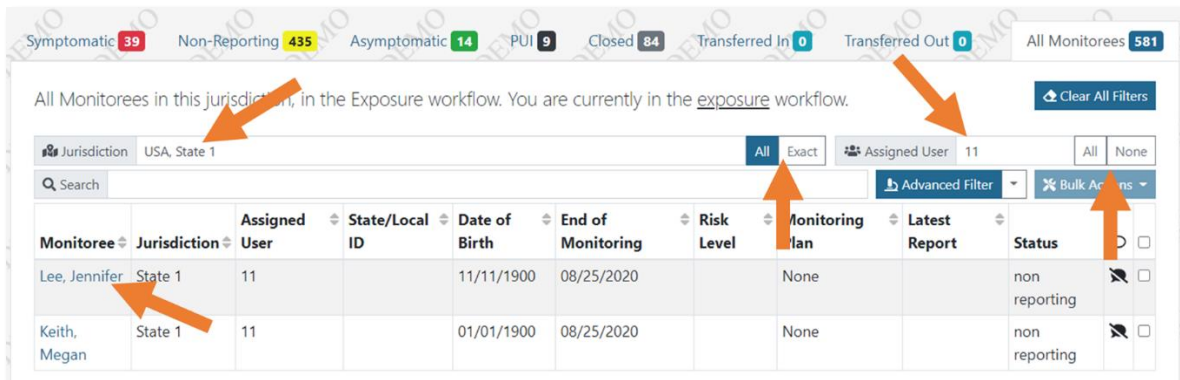 Symptomatic 39 Non-Reporting 435 Asymptomatic 14 PUI 9 Closed 84 Transferred In 0 Transferred Out 0 All Monitorees 581
All Monitorees in this jurisdiction, in the Exposure workflow. You are currently in the exposure workflow.
Clear All Filters
Jurisdiction USA, State 1 All Exact Assigned User 11 All None
Search Advanced Filter Bulk Actions
Monitoree Jurisdiction Assigned User State/Local ID Date of Birth End of Monitoring Risk Level Monitoring Plan Latest Report Status
Lee, Jennifer State 1 11 11/11/1900 08/25/2020 None non reporting
Keith, Megan State 1 11 01/01/1900 08/25/2020 None non reporting